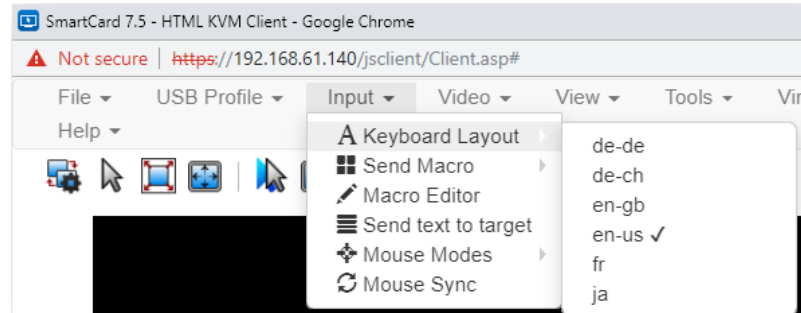 SmartCard 7.5 - HTML KVM Client - Google Chrome
Not secure | https://192.168.61.140/jsclient/Client.asp#
File USB Profile Input Video View Tools
Help
A Keyboard Layout
Send Macro
Macro Editor
Send text to target
Mouse Modes
Mouse Sync
de-de
de-ch
en-gb
en-us ✓
fr
ja